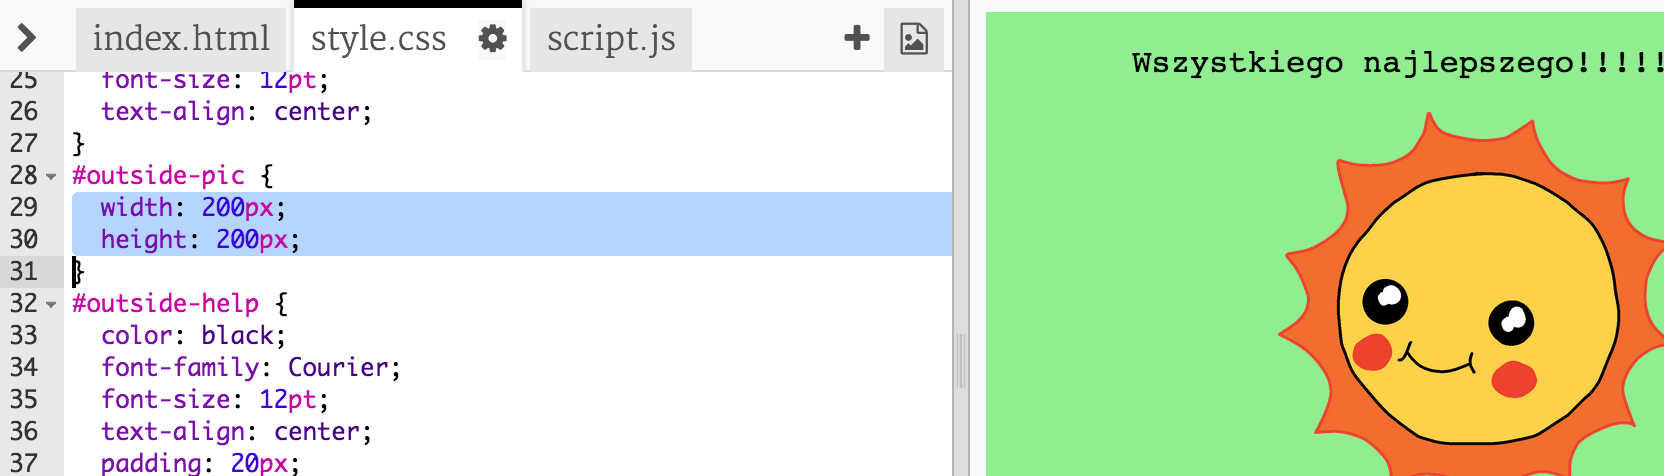 index.html style.css script.js
25 font-size: 12pt;
26 text-align: center;
27 }
28 #outside-pic {
29 width: 200px;
30 height: 200px;
31 }
32 #outside-help {
33 color: black;
34 font-family: Courier;
35 font-size: 12pt;
36 text-align: center;
37 padding: 20px;
Wszystkiego najlepszego!!!!!